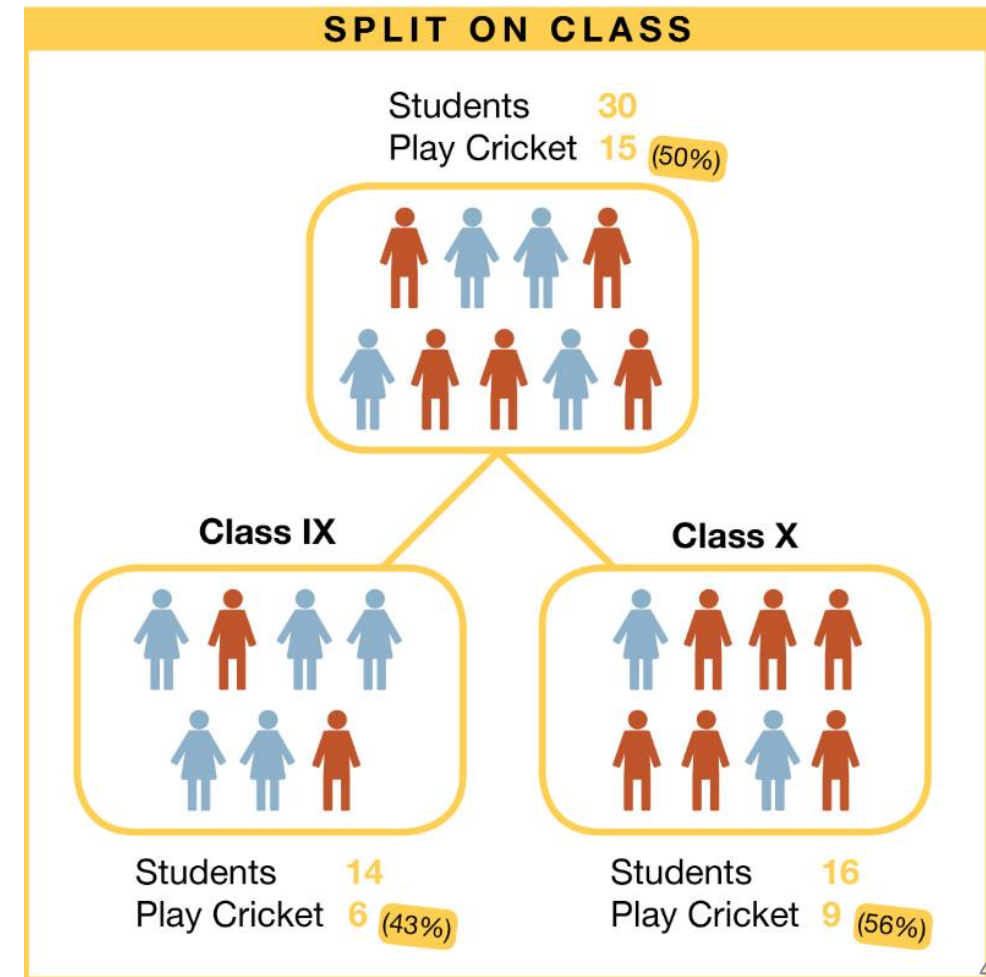 SPLIT ON CLASS
Students 30
Play Cricket 15 (50%)
Class IX
Class X
Students 14
Play Cricket 6 (43%)
Students 16
Play Cricket 9 (56%)